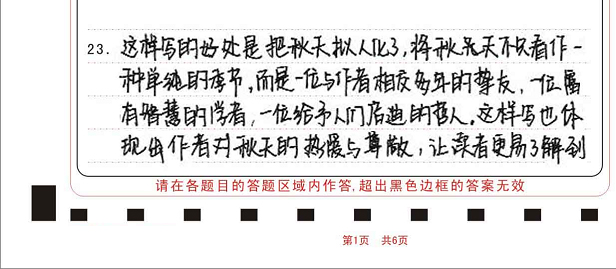 23. 这样写的好处是把秋天拟人化了,将秋天不只看作一
种单纯的季节,而是一位与作者相交多年的挚友,一位富
有智慧的学者,一位给予人们启迪的哲人。这样写也体
现出作者对秋天的热爱与尊敬,让读者更易了解到
请在各题目的答题区域内作答,超出黑色边框的答案无效
第1页 共6页